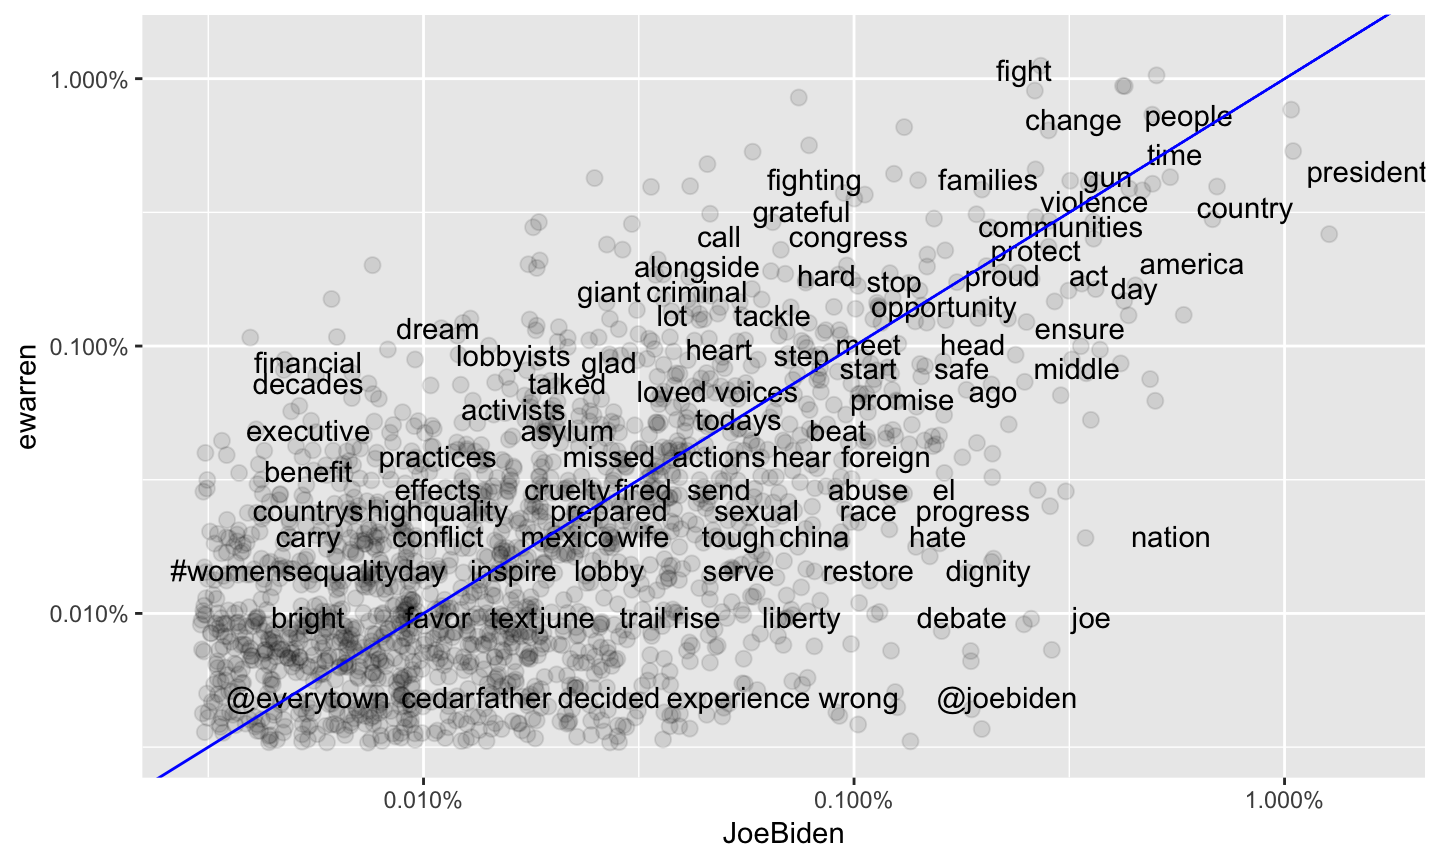 fight
1.000%
change people
time
president
fighting families gun
violence
grateful country
communities
call congress
protect
alongside america
hard stop proud act
giant criminal day
opportunity
lot tackle
dream ensure
0.100%
heart meet head
lobbyists glad step
financial start safe middle
decades talked
loved voices ago
promise
activists
todays
ewarren
executive asylum beat
practices missed actions hear foreign
benefit
effects cruelty fired send abuse el
countrys highquality prepared sexual race progress
carry conflict mexico wife tough china hate nation
#womensequalityday inspire lobby serve restore dignity
0.010%
bright favor text june trail rise liberty debate joe
@everytown cedar father decided experience wrong @joebiden
0.010% 0.100% 1.000%
JoeBiden